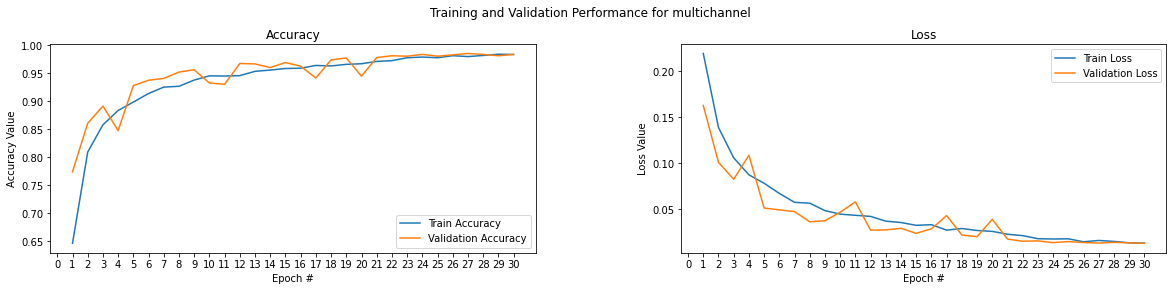 Training and Validation Performance for multichannel
Accuracy
Accuracy Value
1.00
0.95
0.90
0.85
0.80
0.75
0.70
0.65
Train Accuracy
Validation Accuracy
0 1 2 3 4 5 6 7 8 9 10 11 12 13 14 15 16 17 18 19 20 21 22 23 24 25 26 27 28 29 30
Epoch #
Loss
Loss Value
0.20
0.15
0.10
0.05
Train Loss
Validation Loss
0 1 2 3 4 5 6 7 8 9 10 11 12 13 14 15 16 17 18 19 20 21 22 23 24 25 26 27 28 29 30
Epoch #